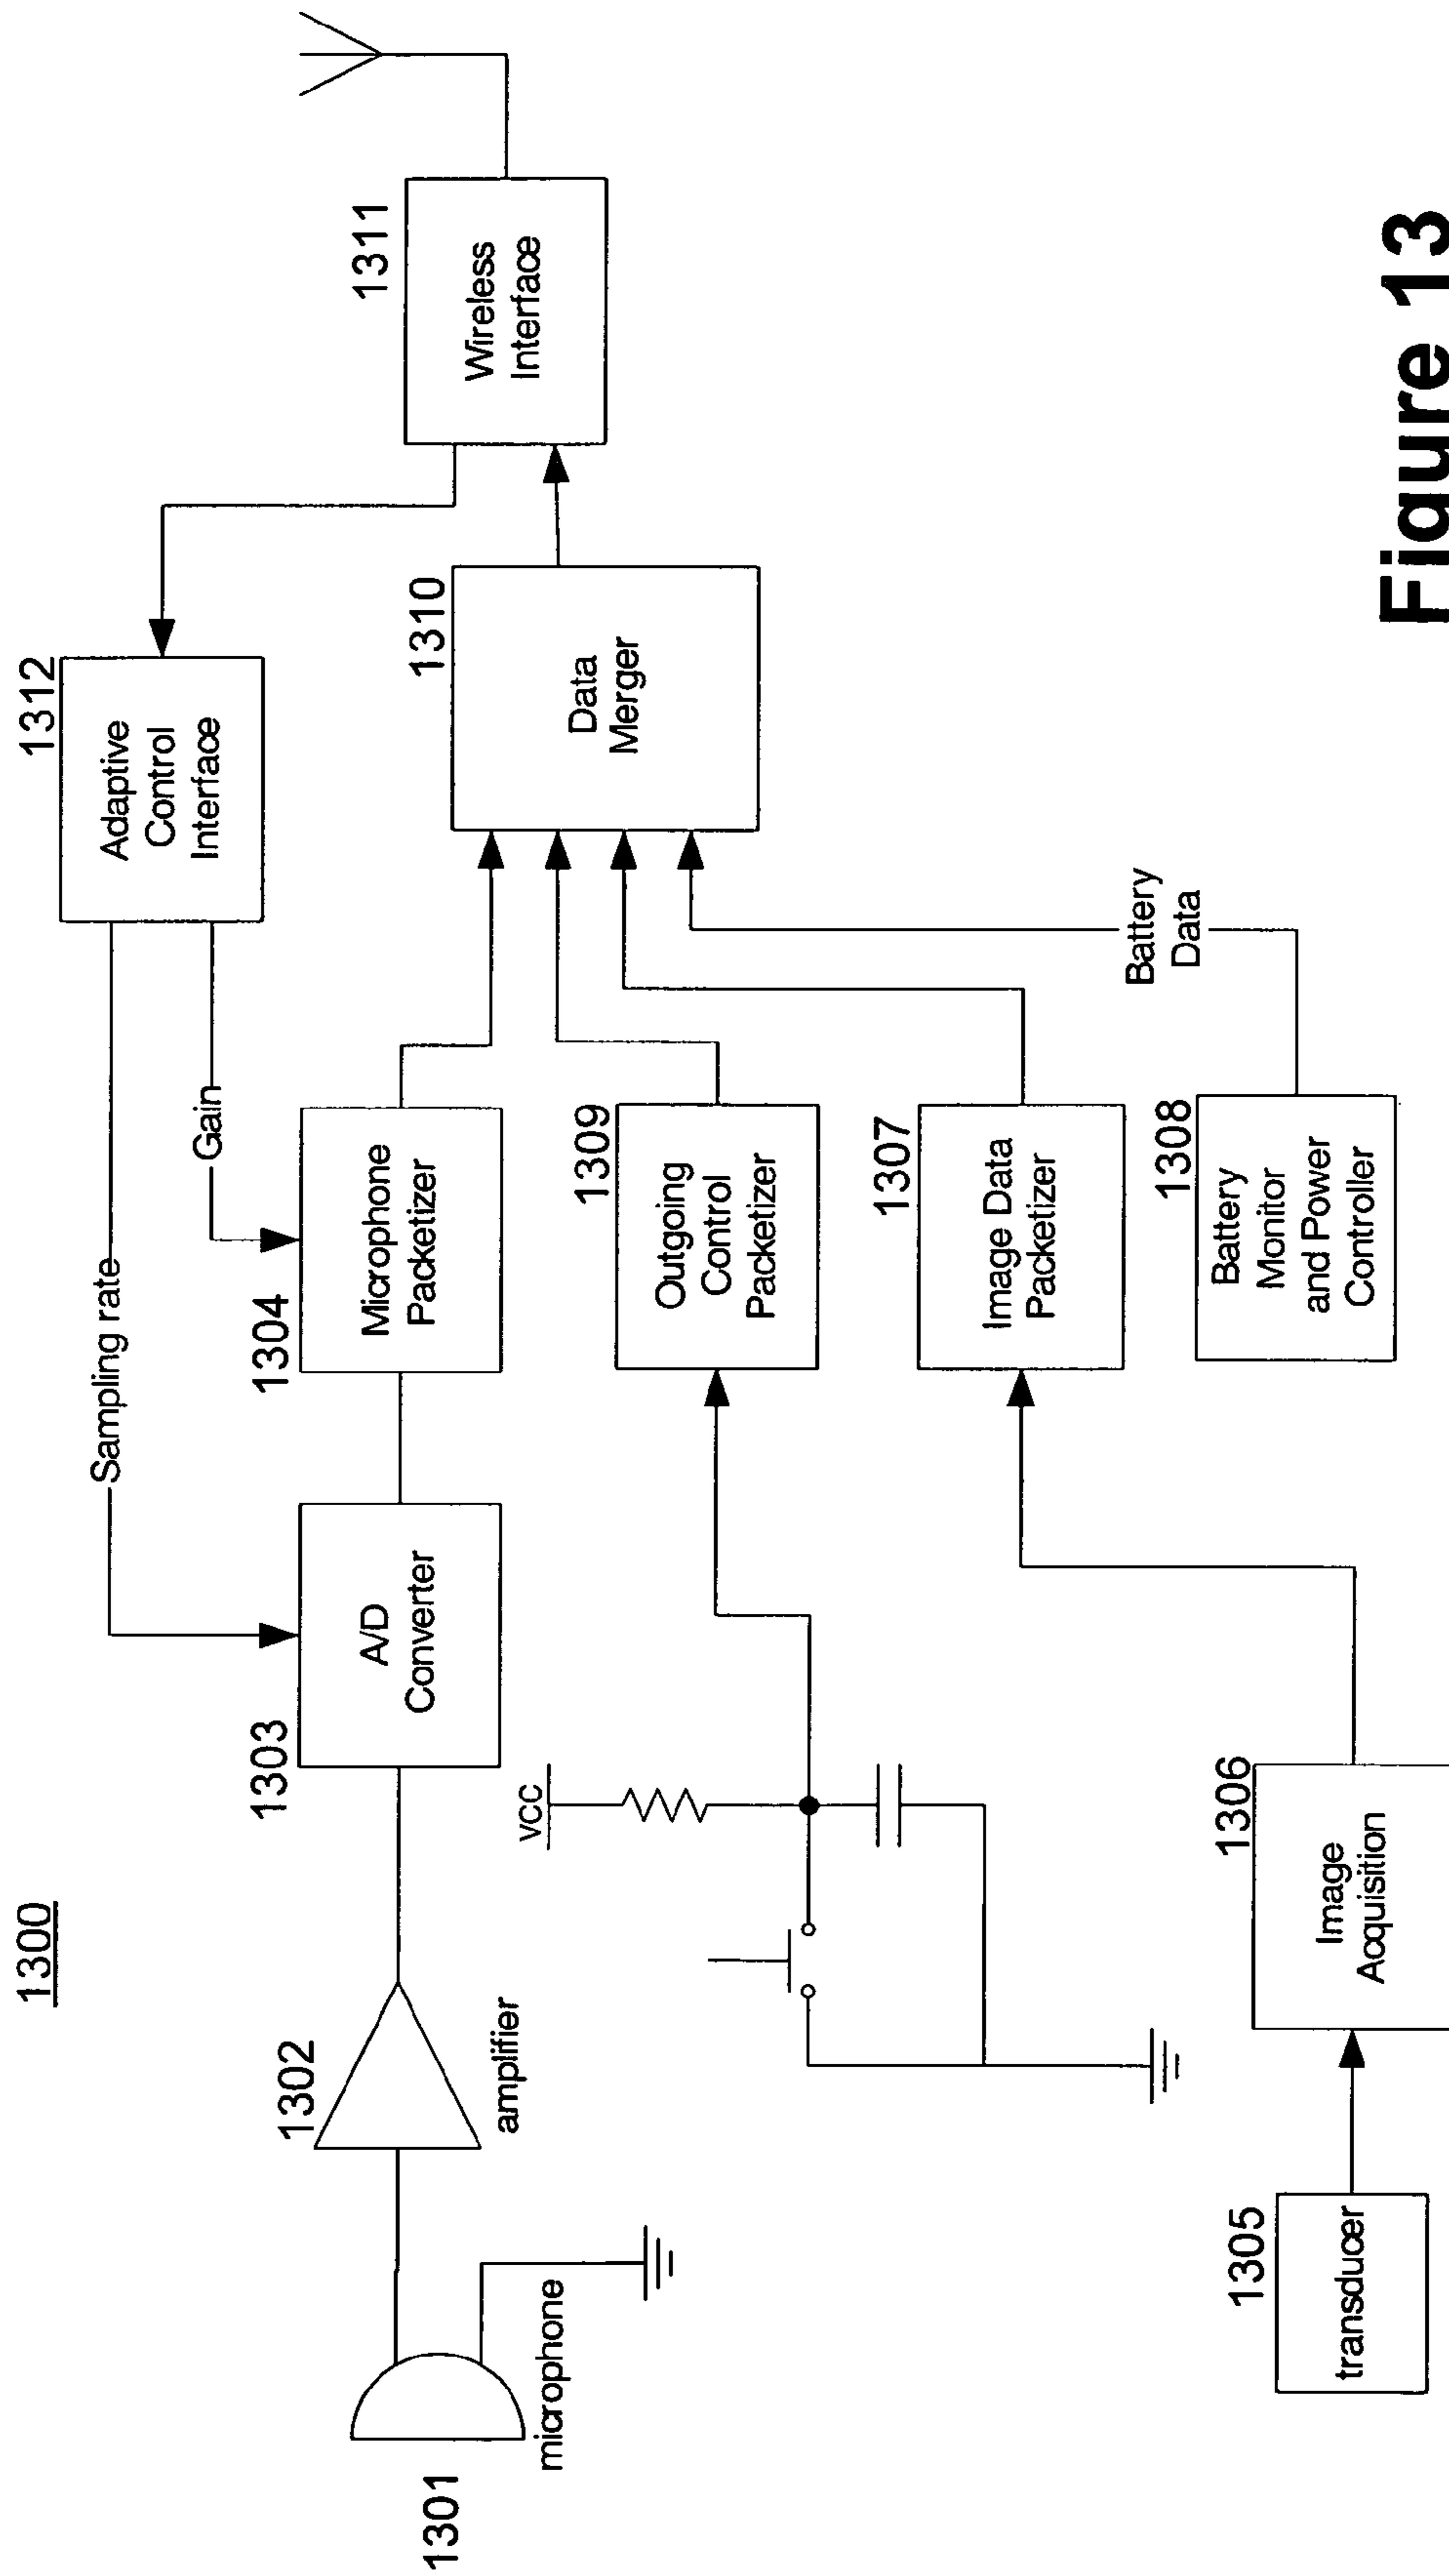 1300
1312
Adaptive
Control
Interface
Sampling rate
Gain
1311
Wireless
Interface
1301
microphone
1302
amplifier
1303
A/D
Converter
1304
Microphone
Packetizer
1310
Data
Merger
VCC
1309
Outgoing
Control
Packetizer
1307
Image Data
Packetizer
1305
transducer
1306
Image
Acquisition
1308
Battery
Monitor
and Power
Controller
Battery
Data
Figure 13